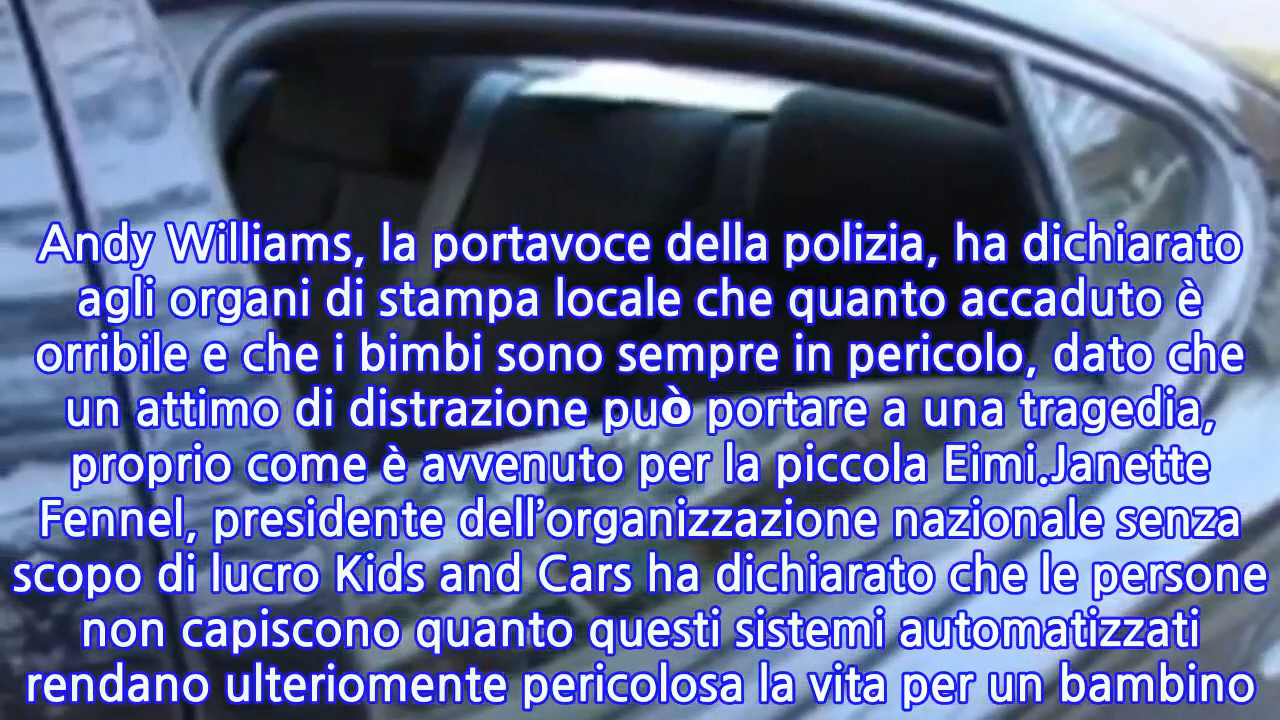 Andy Williams, la portavoce della polizia, ha dichiarato
agli organi di stampa locale che quanto accaduto è
orribile e che i bimbi sono sempre in pericolo, dato che
un attimo di distrazione può portare a una tragedia,
proprio come è avvenuto per la piccola Eimi.Janette
Fennel, presidente dell’organizzazione nazionale senza
scopo di lucro Kids and Cars ha dichiarato che le persone
non capiscono quanto questi sistemi automatizzati
rendano ulteriomente pericolosa la vita per un bambino